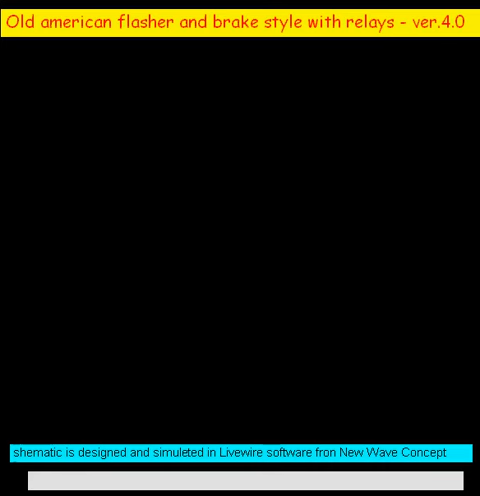 Old american flasher and brake style with relays - ver.4.0
shematic is designed and simuleted in Livewire software fron New Wave Concept